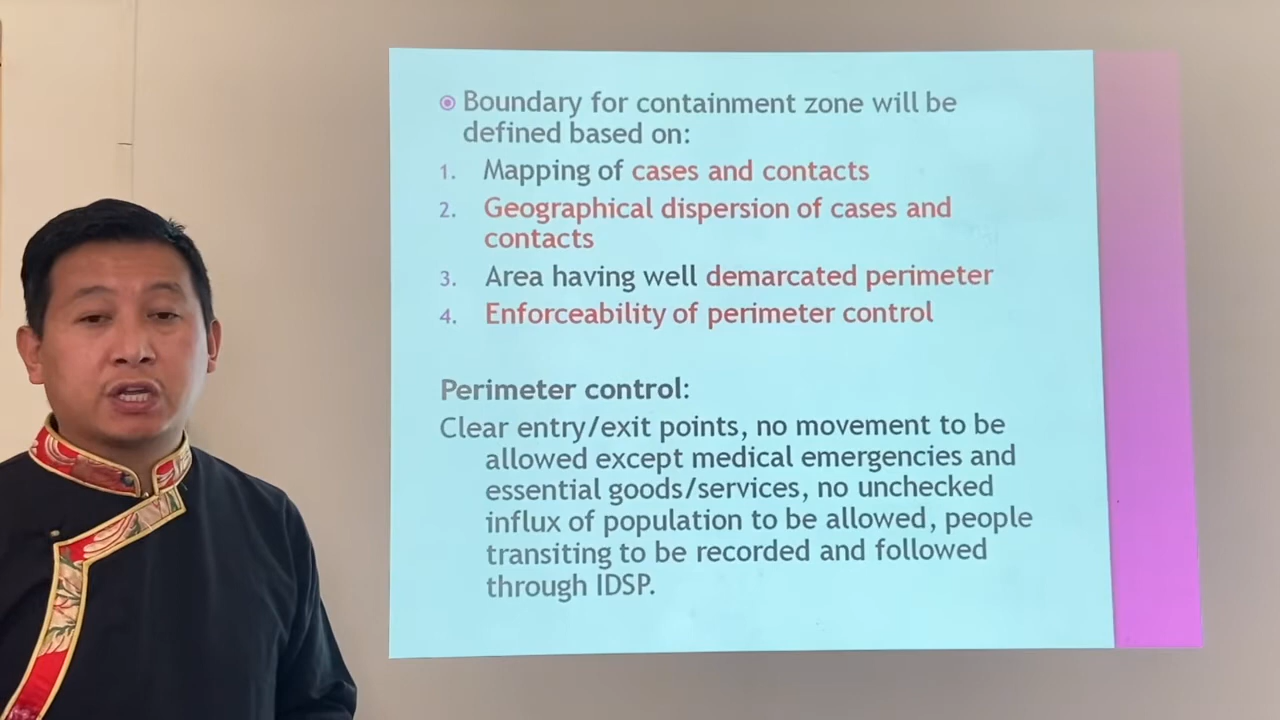 Boundary for containment zone will be
defined based on:
1. Mapping of cases and contacts
2. Geographical dispersion of cases and
contacts
3. Area having well demarcated perimeter
4. Enforceability of perimeter control
Perimeter control:
Clear entry/exit points, no movement to be
allowed except medical emergencies and
essential goods/services, no unchecked
influx of population to be allowed, people
transiting to be recorded and followed
through IDSP.